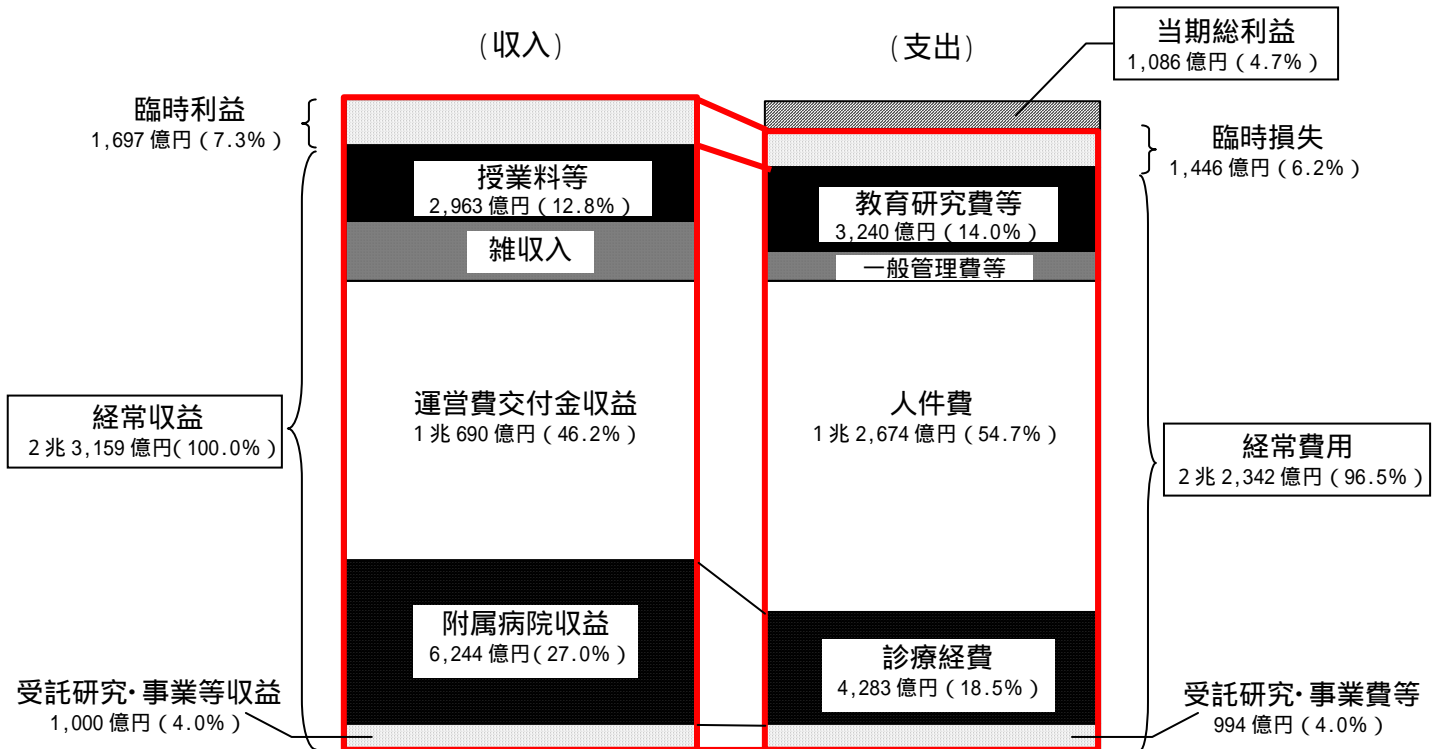 (収入)
(支出)
当期総利益
1,086 億円 ( 4.7% )
臨時利益
1,697 億円 ( 7.3% )
臨時損失
1,446 億円 ( 6.2% )
授業料等
2,963 億円 ( 12.8% )
教育研究費等
3,240 億円 ( 14.0% )
雑収入
一般管理費等
経常収益
2 兆 3,159 億円( 100.0% )
運営費交付金収益
1 兆 690 億円 ( 46.2% )
人件費
1 兆 2,674 億円 ( 54.7% )
経常費用
2 兆 2,342 億円 ( 96.5% )
附属病院収益
6,244 億円( 27.0% )
診療経費
4,283 億円 ( 18.5% )
受託研究・事業等収益
1,000 億円 ( 4.0% )
受託研究・事業費等
994 億円 ( 4.0% )